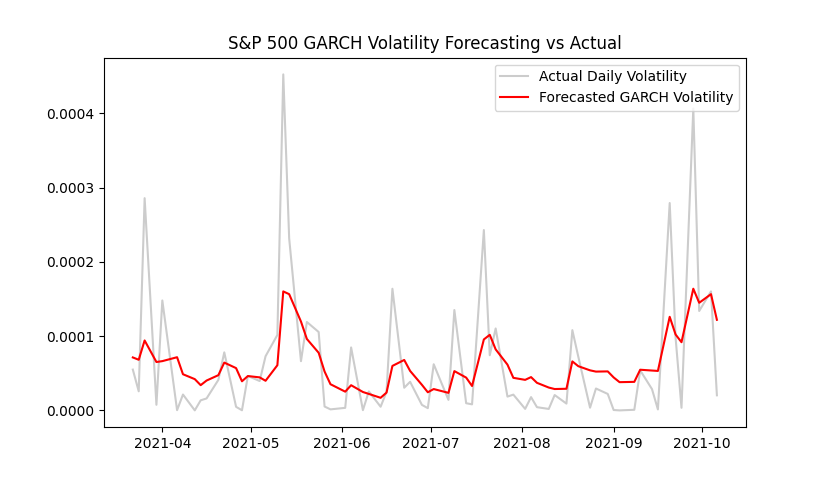 S&P 500 GARCH Volatility Forecasting vs Actual
Actual Daily Volatility
Forecasted GARCH Volatility
0.0004
0.0003
0.0002
0.0001
0.0000
2021-04 2021-05 2021-06 2021-07 2021-08 2021-09 2021-10